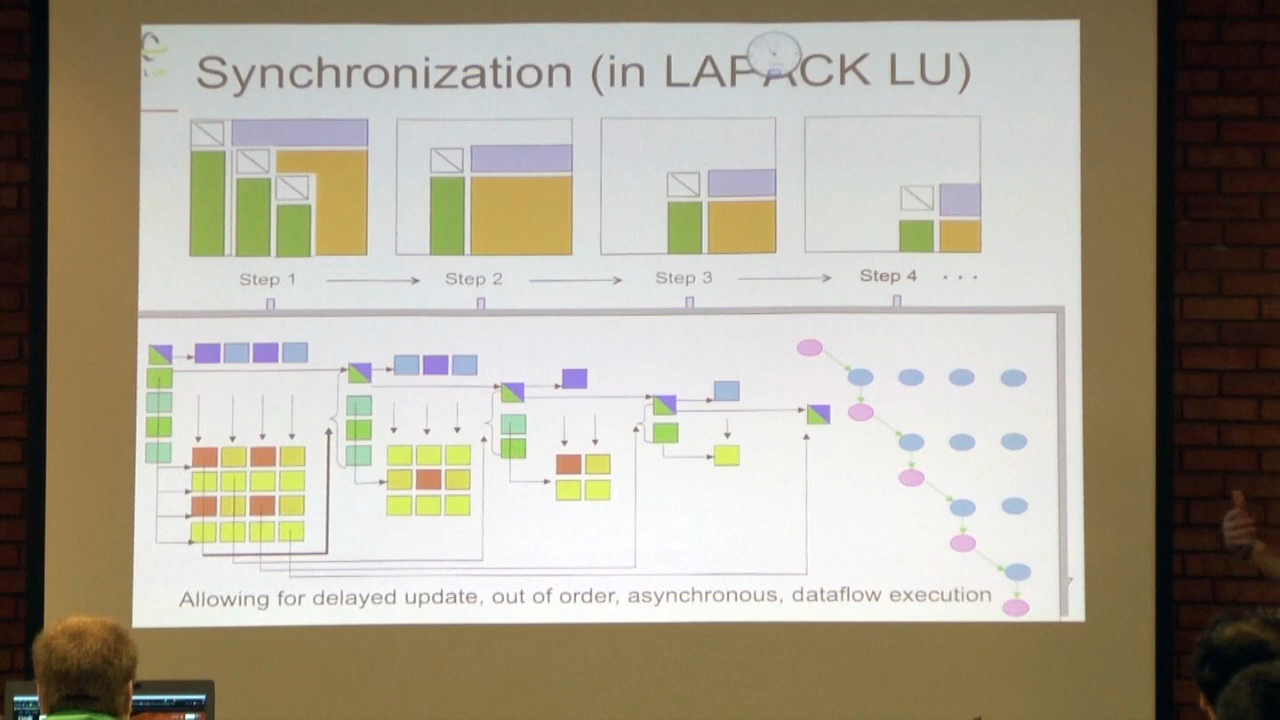 Synchronization (in LAPACK LU)
Step 1
Step 2
Step 3
Step 4 . . .
Allowing for delayed update, out of order, asynchronous, dataflow execution